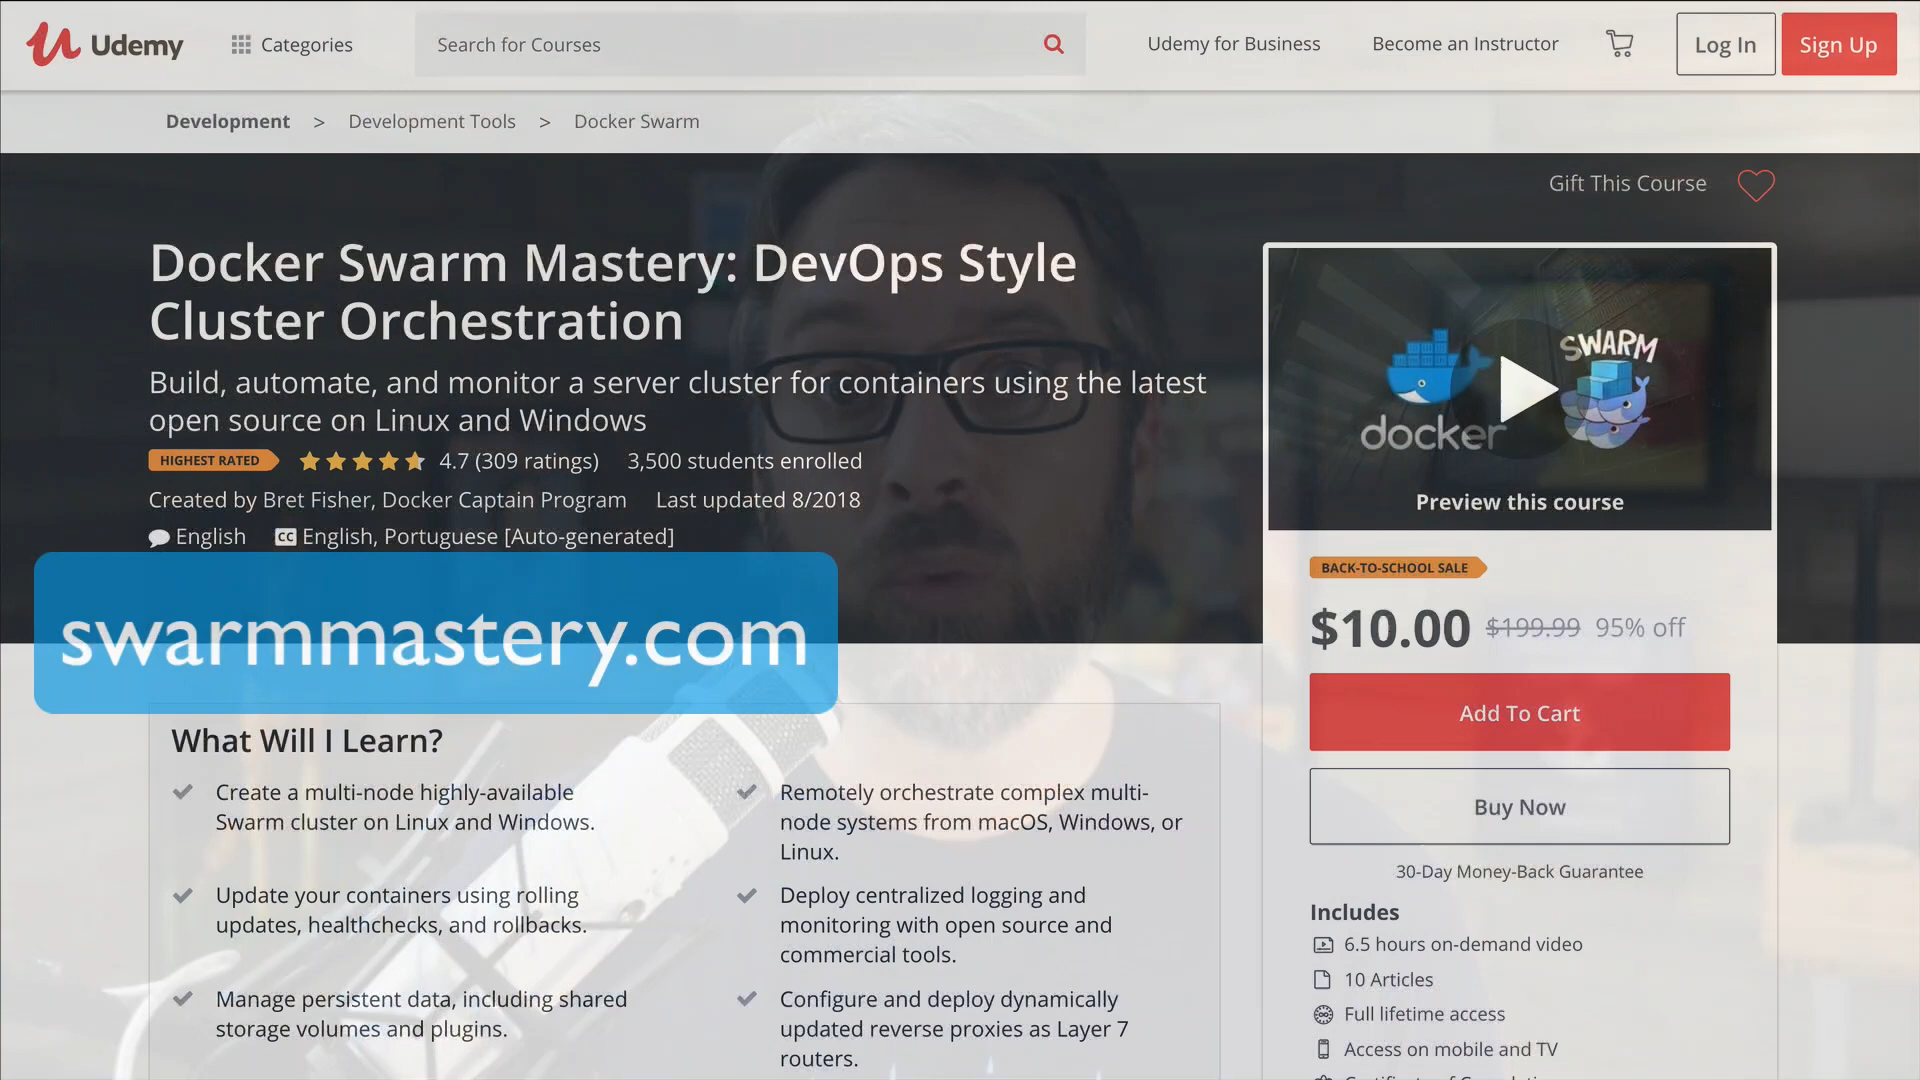 Udemy
Categories
Search for Courses
Udemy for Business
Become an Instructor
Log In
Sign Up
Development > Development Tools > Docker Swarm
Gift This Course
Docker Swarm Mastery: DevOps Style
Cluster Orchestration
Build, automate, and monitor a server cluster for containers using the latest
open source on Linux and Windows
HIGHEST RATED 4.7 (309 ratings) 3,500 students enrolled
Created by Bret Fisher, Docker Captain Program Last updated 8/2018
English CC English, Portuguese [Auto-generated]
swarmmastery.com
docker
SWARM
Preview this course
BACK-TO-SCHOOL SALE
$10.00 $199.99 95% off
Add To Cart
Buy Now
30-Day Money-Back Guarantee
Includes
6.5 hours on-demand video
10 Articles
Full lifetime access
Access on mobile and TV
What Will I Learn?
Create a multi-node highly-available
Swarm cluster on Linux and Windows.
Update your containers using rolling
updates, healthchecks, and rollbacks.
Manage persistent data, including shared
storage volumes and plugins.
Remotely orchestrate complex multi-
node systems from macOS, Windows, or
Linux.
Deploy centralized logging and
monitoring with open source and
commercial tools.
Configure and deploy dynamically
updated reverse proxies as Layer 7
routers.